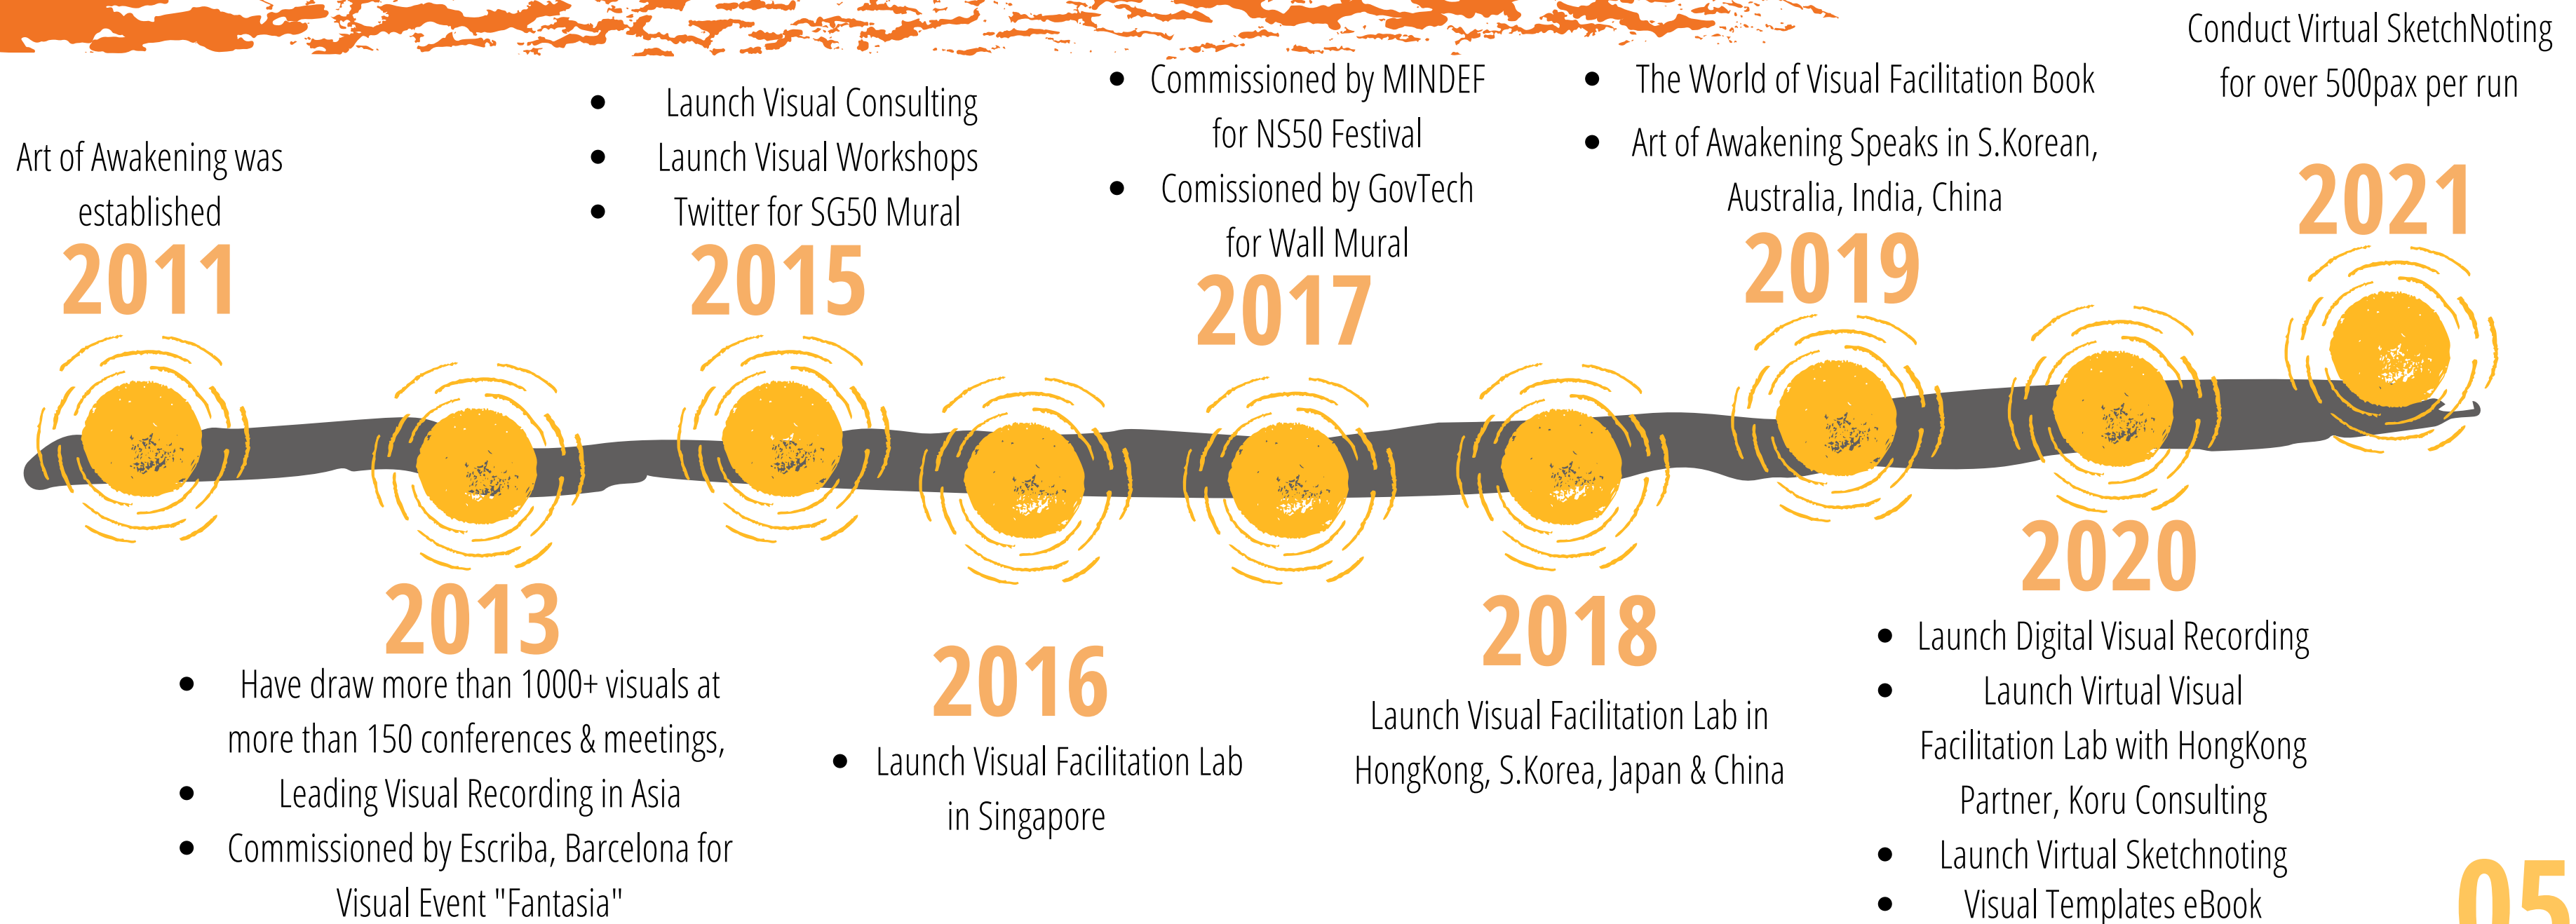 Art of Awakening was
established
2011
2013
• Have draw more than 1000+ visuals at
more than 150 conferences & meetings,
• Leading Visual Recording in Asia
• Commissioned by Escriba, Barcelona for
Visual Event "Fantasia"
• Launch Visual Consulting
• Launch Visual Workshops
• Twitter for SG50 Mural
2015
2016
• Launch Visual Facilitation Lab
in Singapore
• Commissioned by MINDEF
for NS50 Festival
• Comissioned by GovTech
for Wall Mural
2017
2018
Launch Visual Facilitation Lab in
HongKong, S.Korea, Japan & China
• The World of Visual Facilitation Book
• Art of Awakening Speaks in S.Korean,
Australia, India, China
2019
2020
• Launch Digital Visual Recording
• Launch Virtual Visual
Facilitation Lab with HongKong
Partner, Koru Consulting
• Launch Virtual Sketchnoting
• Visual Templates eBook
Conduct Virtual SketchNoting
for over 500pax per run
2021
05